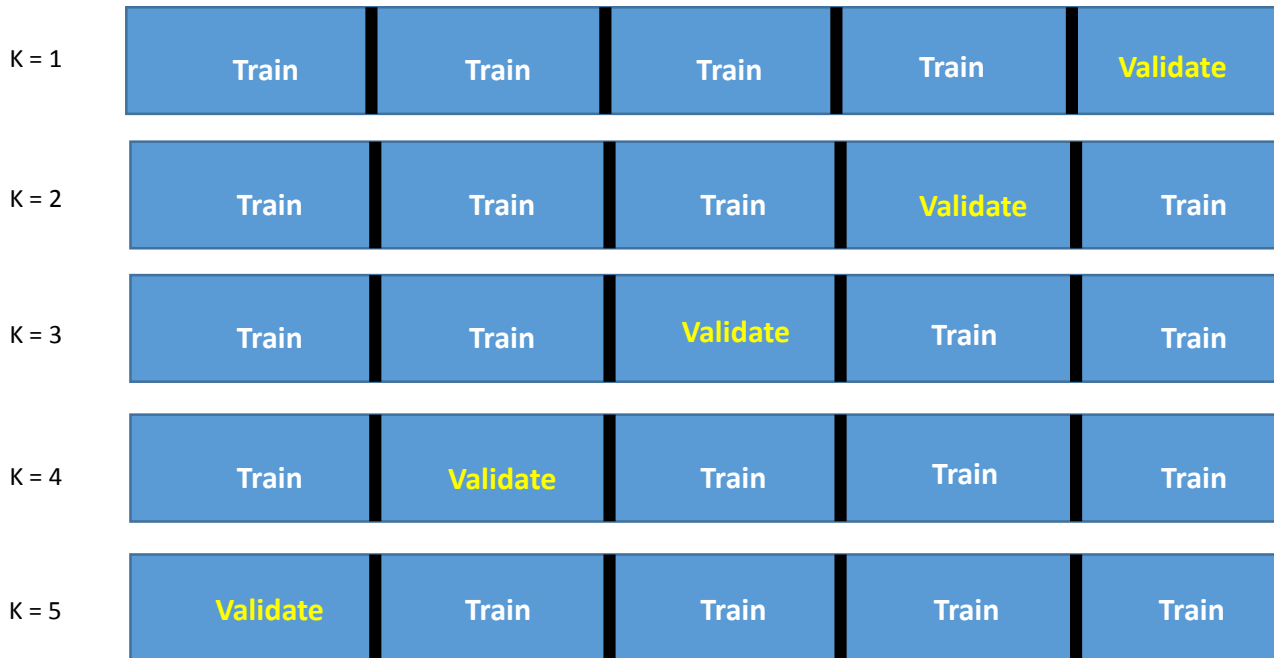 K = 1 Train Train Train Train Validate
K = 2 Train Train Train Validate Train
K = 3 Train Train Validate Train Train
K = 4 Train Validate Train Train Train
K = 5 Validate Train Train Train Train